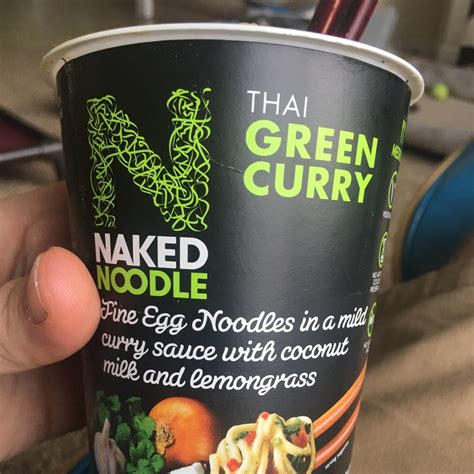 THAI
GREEN
CURRY
NAKED
NOODLE
Fine Egg Noodles in a mild
curry sauce with coconut
milk and lemongrass